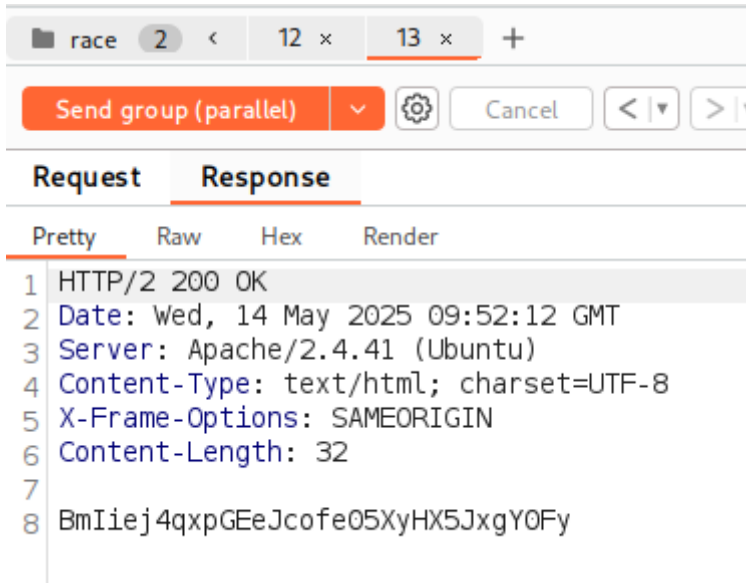 race 2 < 12 × 13 × +
Send group (parallel) Cancel < >
Request Response
Pretty Raw Hex Render
1 HTTP/2 200 OK
2 Date: Wed, 14 May 2025 09:52:12 GMT
3 Server: Apache/2.4.41 (Ubuntu)
4 Content-Type: text/html; charset=UTF-8
5 X-Frame-Options: SAMEORIGIN
6 Content-Length: 32
7
8 BmIiej4qxpGEeJcofe05XyHX5JxgY0Fy